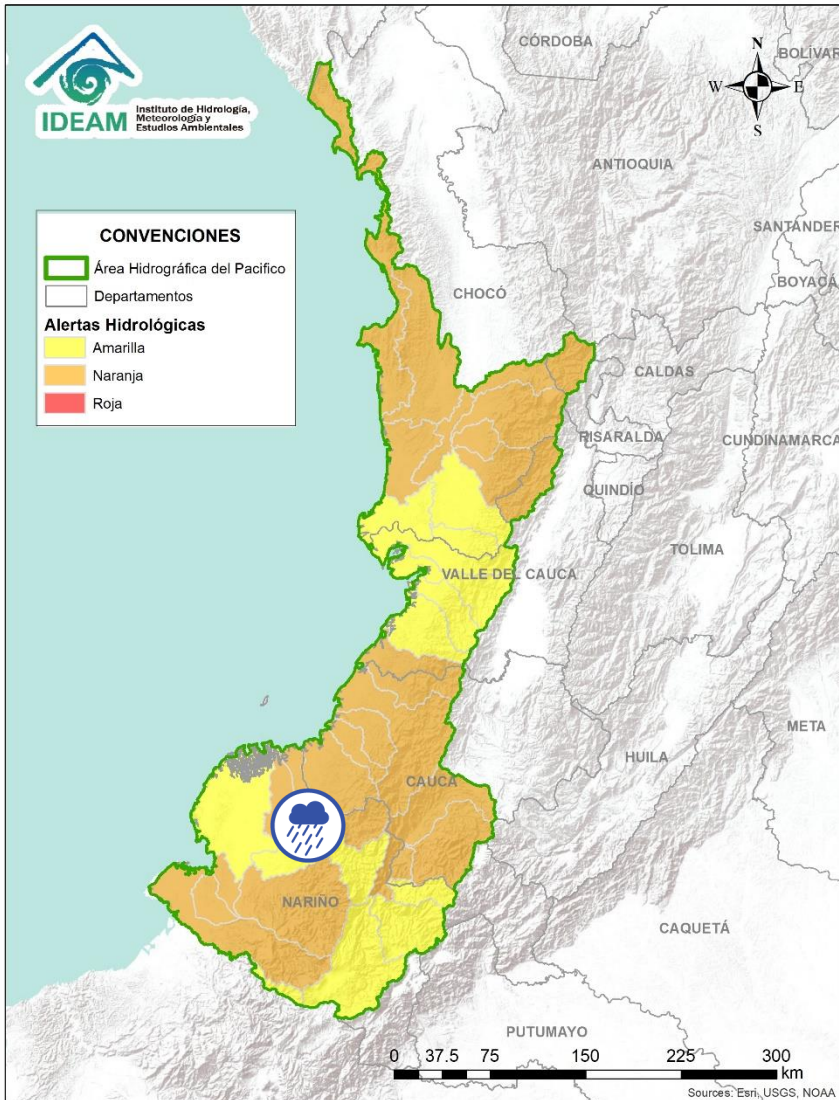 IDEAM
Instituto de Hidrología,
Meteorología y
Estudios Ambientales
CÓRDOBA
BOLÍVAR
N
W
E
S
ANTIOQUIA
SANTANDER
BOYACÁ
CONVENCIONES
Área Hidrográfica del Pacifico
Departamentos
Alertas Hidrológicas
Amarilla
Naranja
Roja
CHOCÓ
CALDAS
RISARALDA
CUNDINAMARCA
QUINDÍO
TOLIMA
VALLE DEL CAUCA
META
HUILA
CAUCA
NARIÑO
CAQUETÁ
PUTUMAYO
0 37.5 75 150 225 300
km
Sources: Esri, USGS, NOAA